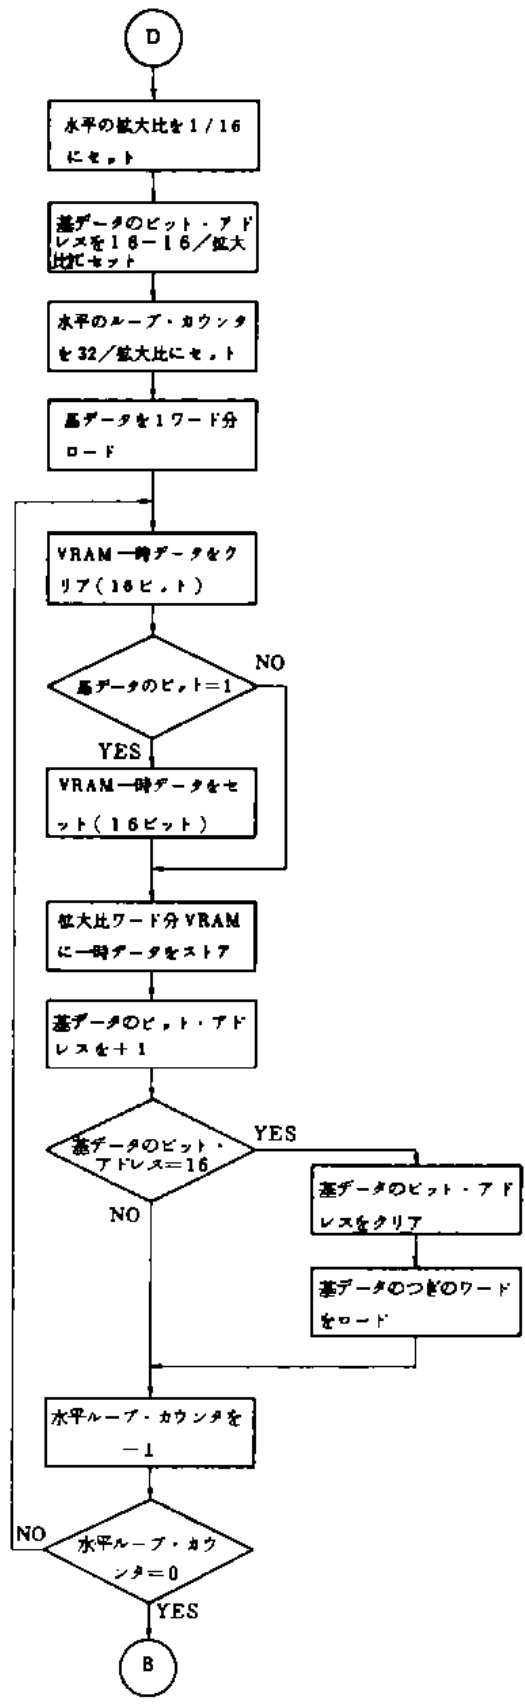 D
水平の拡大比を1/16
にセット
基データのビット・アド
レスを16−16/拡大
比にセット
水平のループ・カウンタ
を32/拡大比にセット
基データを1ワード分
ロード
VRAM一時データをク
リア(16ビット)
基データのビット=1
NO
YES
VRAM一時データをセ
ット(16ビット)
拡大比ワード分VRAM
に一時データをストア
基データのビット・アド
レスを+1
基データのビット・
アドレス=16
YES
NO
基データのビット・アド
レスをクリア
基データのつぎのワード
をロード
水平ループ・カウンタを
−1
水平ループ・カウ
ンタ=0
NO
YES
B